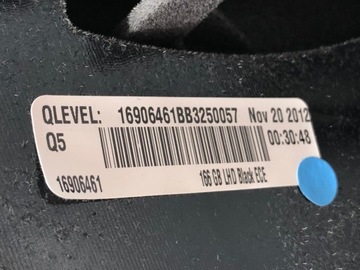 QLEVEL: 16906461BB3250057 Nov 20 2012
Q5 00:30:48
16906461 166 GB LHD Black ECE